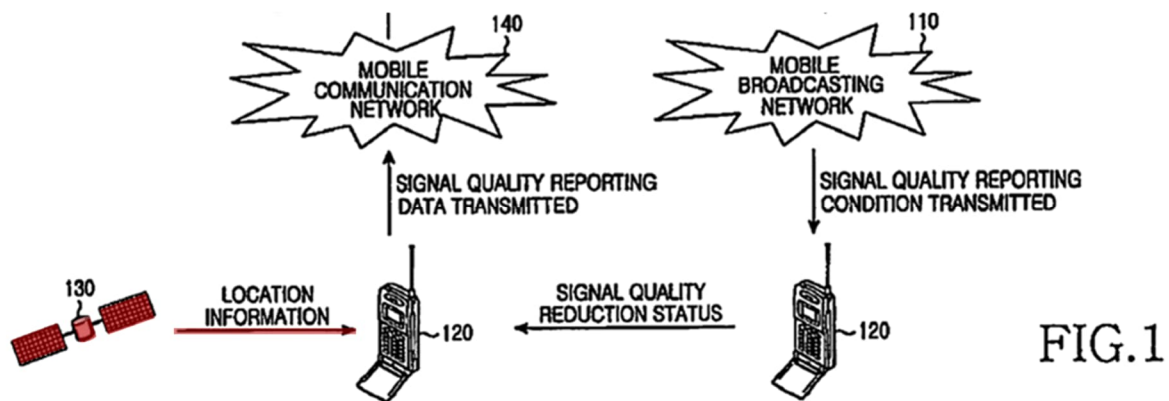 140
MOBILE
COMMUNICATION
NETWORK
110
MOBILE
BROADCASTING
NETWORK
SIGNAL QUALITY REPORTING
DATA TRANSMITTED
SIGNAL QUALITY REPORTING
CONDITION TRANSMITTED
130
LOCATION
INFORMATION
120
SIGNAL QUALITY
REDUCTION STATUS
120
FIG.1